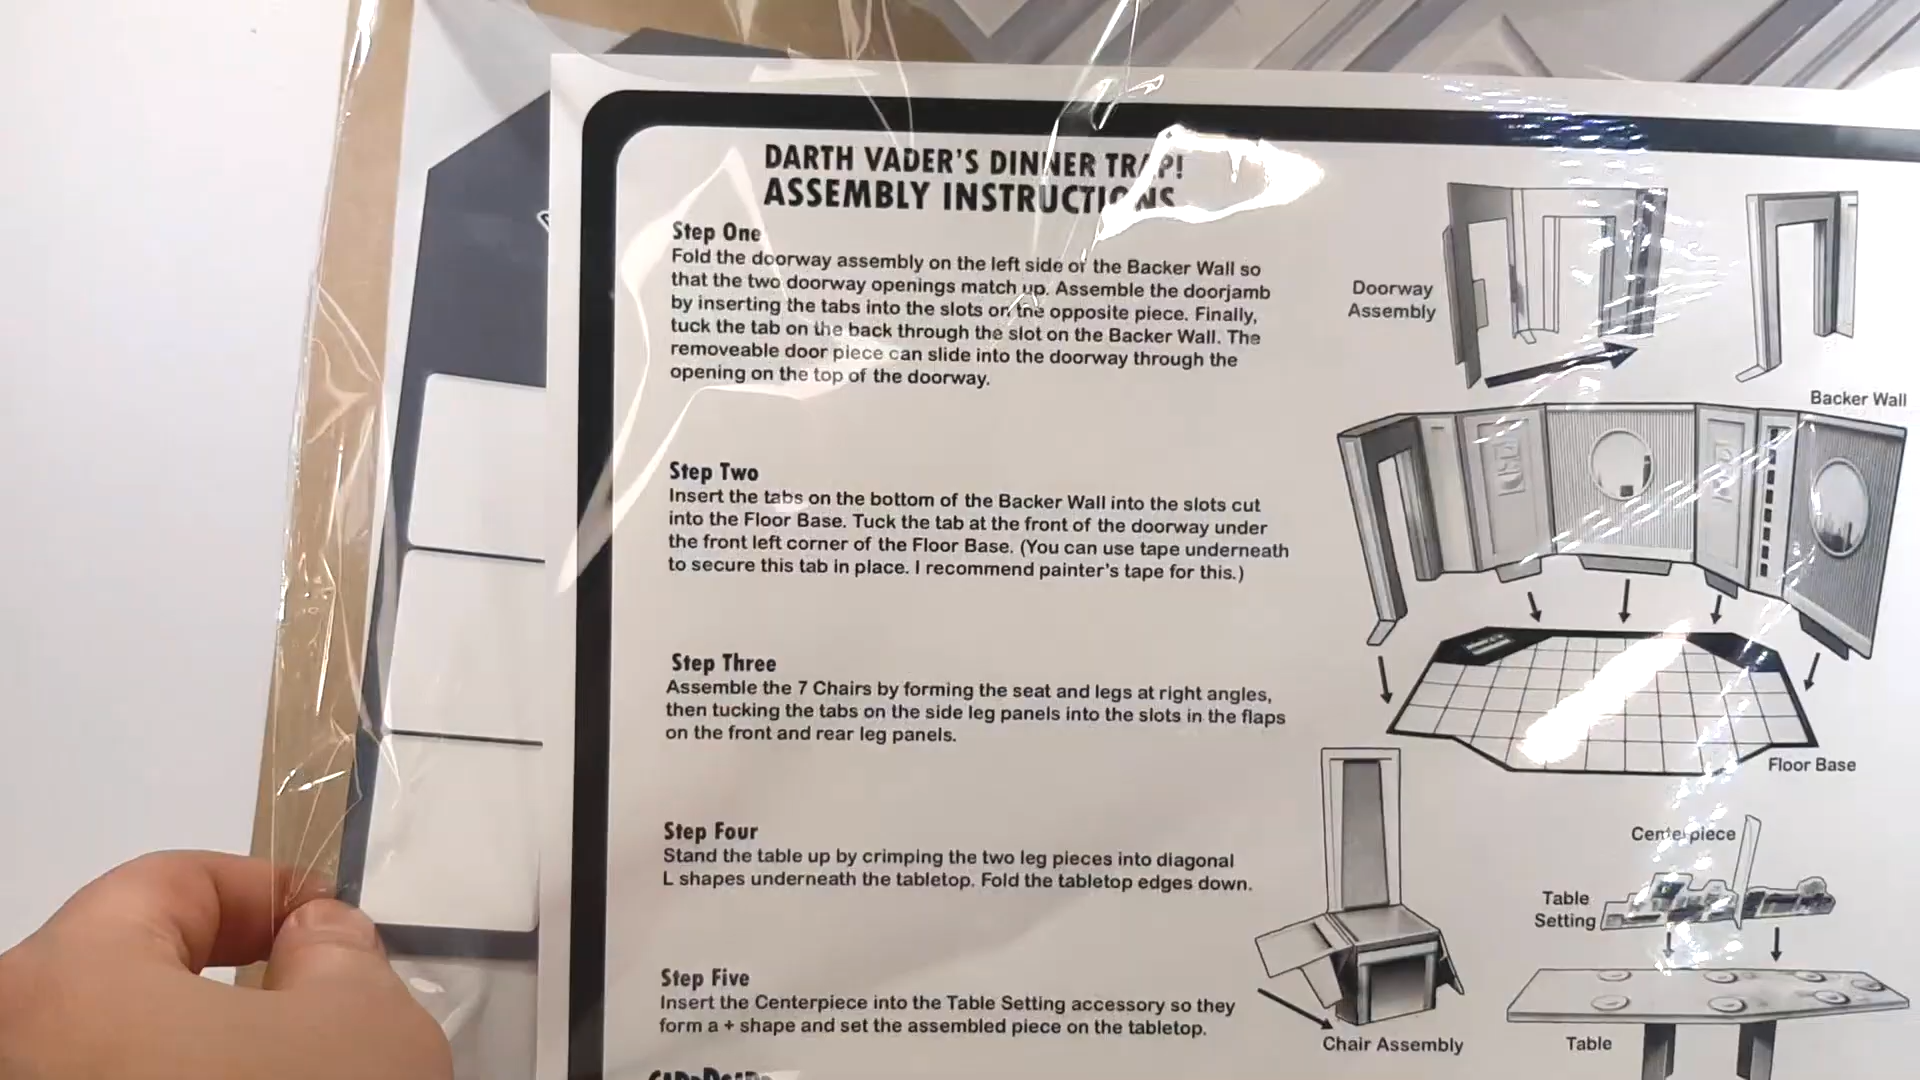 DARTH VADER'S DINNER TRAP!
ASSEMBLY INSTRUCTIONS
Step One
Fold the doorway assembly on the left side of the Backer Wall so
that the two doorway openings match up. Assemble the doorjamb
by inserting the tabs into the slots on the opposite piece. Finally,
tuck the tab on the back through the slot on the Backer Wall. The
removeable door piece can slide into the doorway through the
opening on the top of the doorway.
Step Two
Insert the tabs on the bottom of the Backer Wall into the slots cut
into the Floor Base. Tuck the tab at the front of the doorway under
the front left corner of the Floor Base. (You can use tape underneath
to secure this tab in place. I recommend painter's tape for this.)
Step Three
Assemble the 7 Chairs by forming the seat and legs at right angles,
then tucking the tabs on the side leg panels into the slots in the flaps
on the front and rear leg panels.
Step Four
Stand the table up by crimping the two leg pieces into diagonal
L shapes underneath the tabletop. Fold the tabletop edges down.
Step Five
Insert the Centerpiece into the Table Setting accessory so they
form a + shape and set the assembled piece on the tabletop.
Doorway
Assembly
Backer Wall
Floor Base
Centerpiece
Table
Setting
Chair Assembly
Table